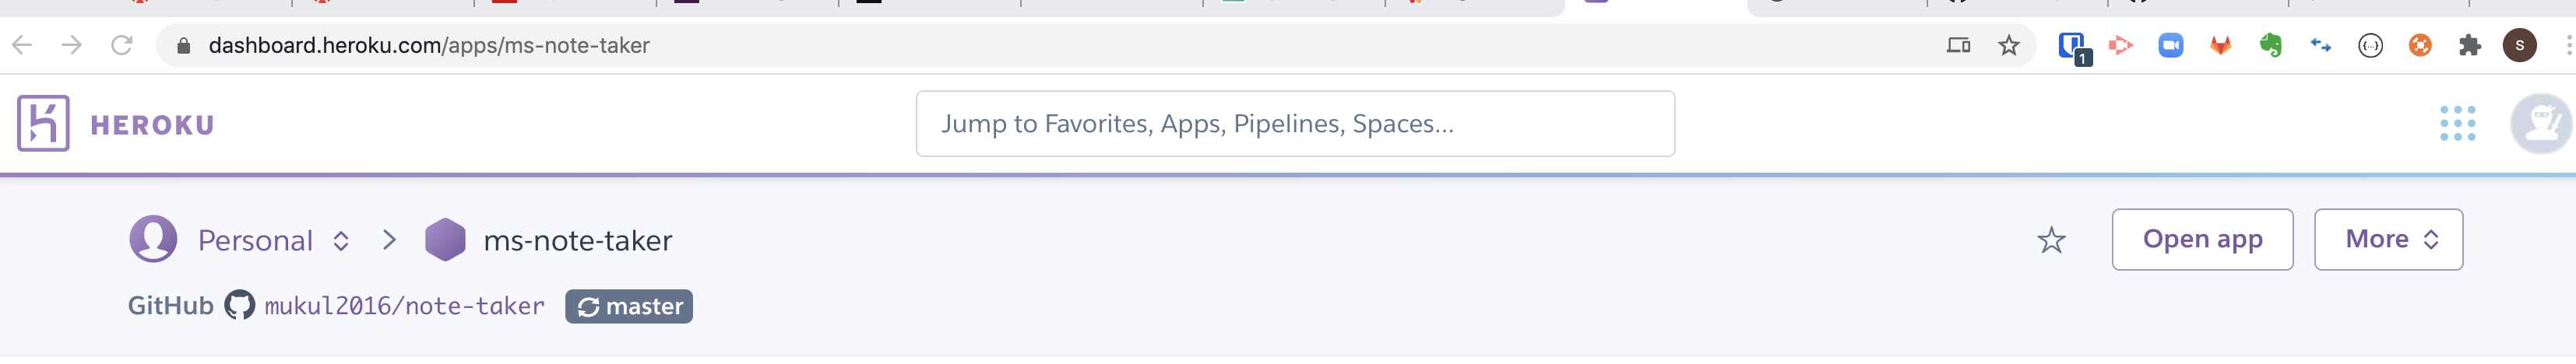 dashboard.heroku.com/apps/ms-note-taker
1
{...}
S
HEROKU
Jump to Favorites, Apps, Pipelines, Spaces...
Personal
ms-note-taker
Open app
More
GitHub mukul2016/note-taker master